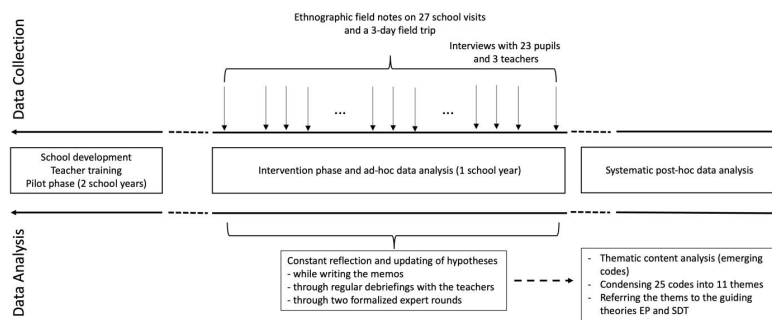 Ethnographic field notes on 27 school visits
and a 3-day field trip
Interviews with 23 pupils
and 3 teachers
Data Collection
... ...
School development
Teacher training
Pilot phase (2 school years)
Intervention phase and ad-hoc data analysis (1 school year)
Systematic post-hoc data analysis
Data Analysis
Constant reflection and updating of hypotheses
- while writing the memos
- through regular debriefings with the teachers
- through two formalized expert rounds
- Thematic content analysis (emerging
codes)
- Condensing 25 codes into 11 themes
- Referring the thems to the guiding
theories EP and SDT